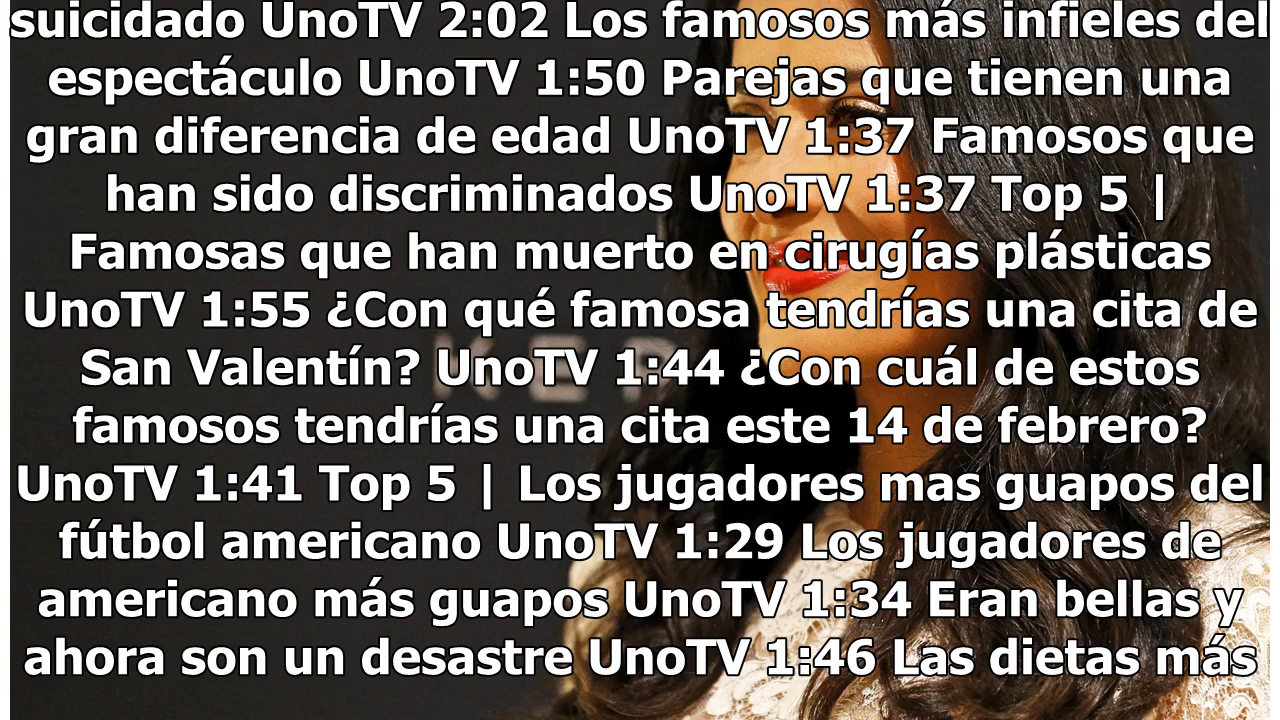 suicidado UnoTV 2:02 Los famosos más infieles del
espectáculo UnoTV 1:50 Parejas que tienen una
gran diferencia de edad UnoTV 1:37 Famosos que
han sido discriminados UnoTV 1:37 Top 5 |
Famosas que han muerto en cirugías plásticas
UnoTV 1:55 ¿Con qué famosa tendrías una cita de
San Valentín? UnoTV 1:44 ¿Con cuál de estos
famosos tendrías una cita este 14 de febrero?
UnoTV 1:41 Top 5 | Los jugadores mas guapos del
fútbol americano UnoTV 1:29 Los jugadores de
americano más guapos UnoTV 1:34 Eran bellas y
ahora son un desastre UnoTV 1:46 Las dietas más